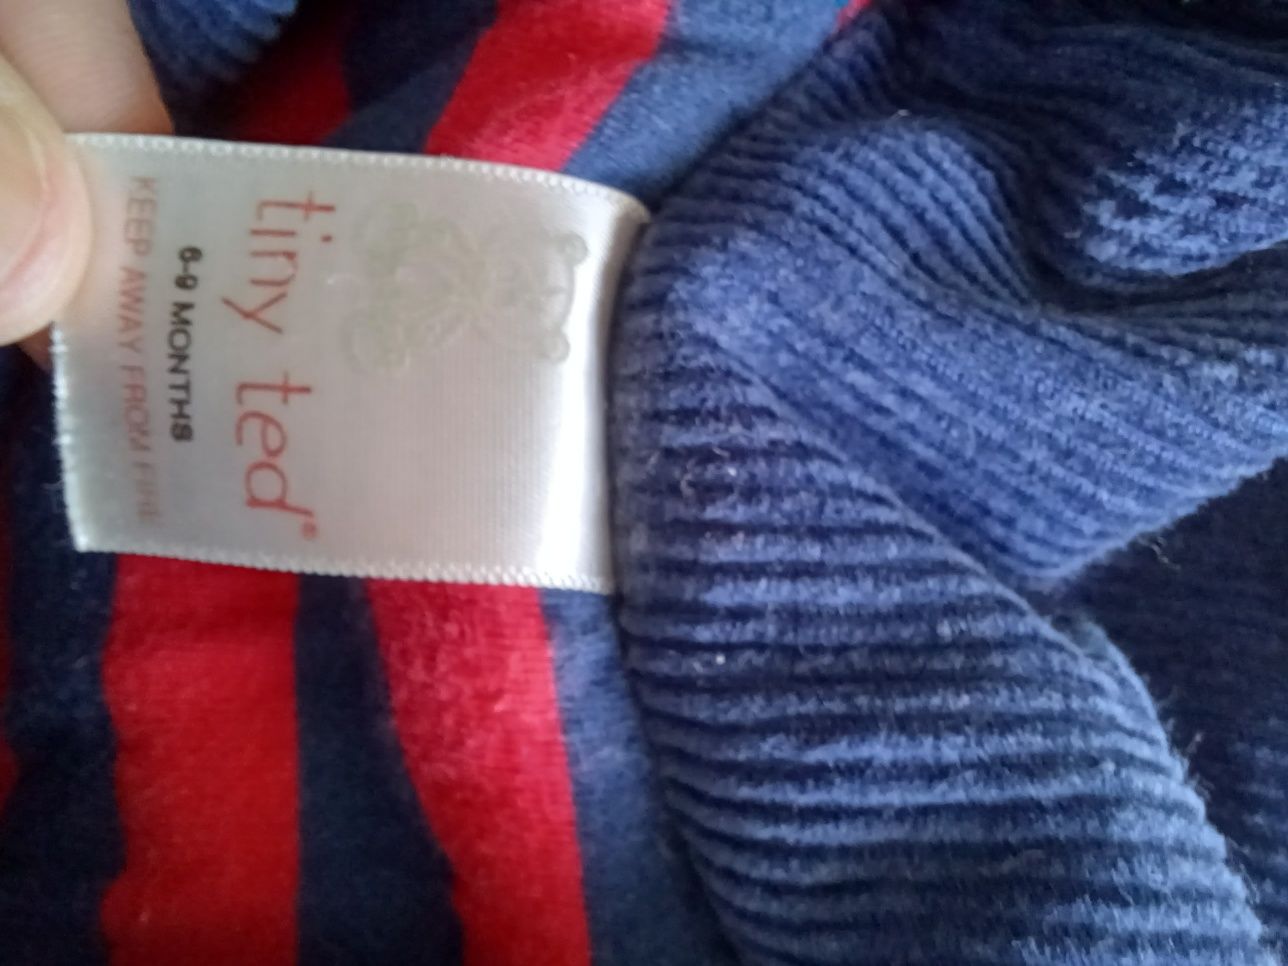 tiny ted®
6-9 MONTHS
KEEP AWAY FROM FIRE